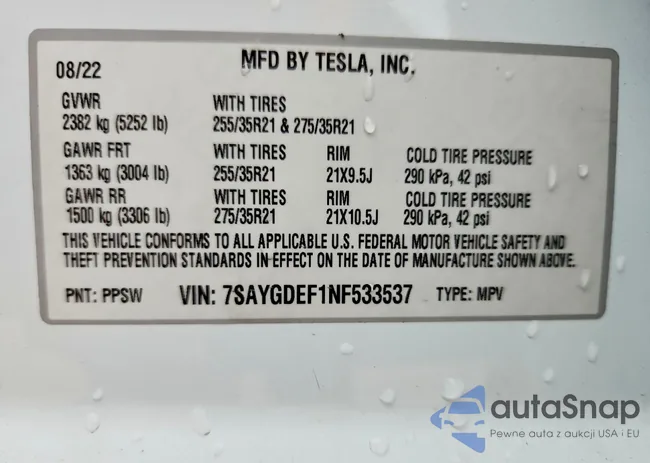 08/22 MFD BY TESLA, INC.
GVWR WITH TIRES
2382 kg (5252 lb) 255/35R21 & 275/35R21
GAWR FRT WITH TIRES RIM COLD TIRE PRESSURE
1363 kg (3004 lb) 255/35R21 21X9.5J 290 kPa, 42 psi
GAWR RR WITH TIRES RIM COLD TIRE PRESSURE
1500 kg (3306 lb) 275/35R21 21X10.5J 290 kPa, 42 psi
THIS VEHICLE CONFORMS TO ALL APPLICABLE U.S. FEDERAL MOTOR VEHICLE SAFETY AND
THEFT PREVENTION STANDARDS IN EFFECT ON THE DATE OF MANUFACTURE SHOWN ABOVE.
PNT: PPSW VIN: 7SAYGDEF1NF533537 TYPE: MPV
autaSnap
Pewne auta z aukcji USA i EU